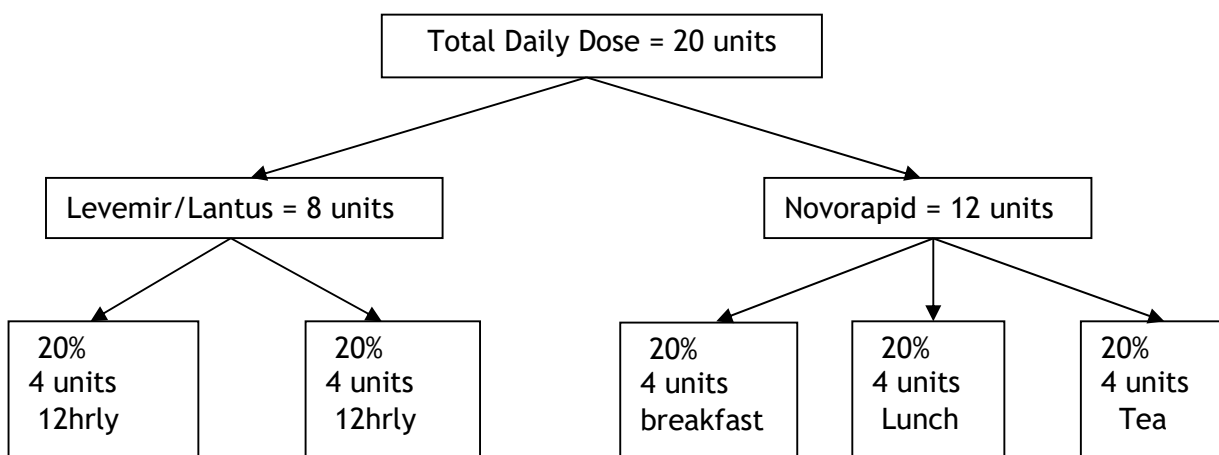 Total Daily Dose = 20 units
Levemir/Lantus = 8 units
Novorapid = 12 units
20%
4 units
12hrly
20%
4 units
12hrly
20%
4 units
breakfast
20%
4 units
Lunch
20%
4 units
Tea